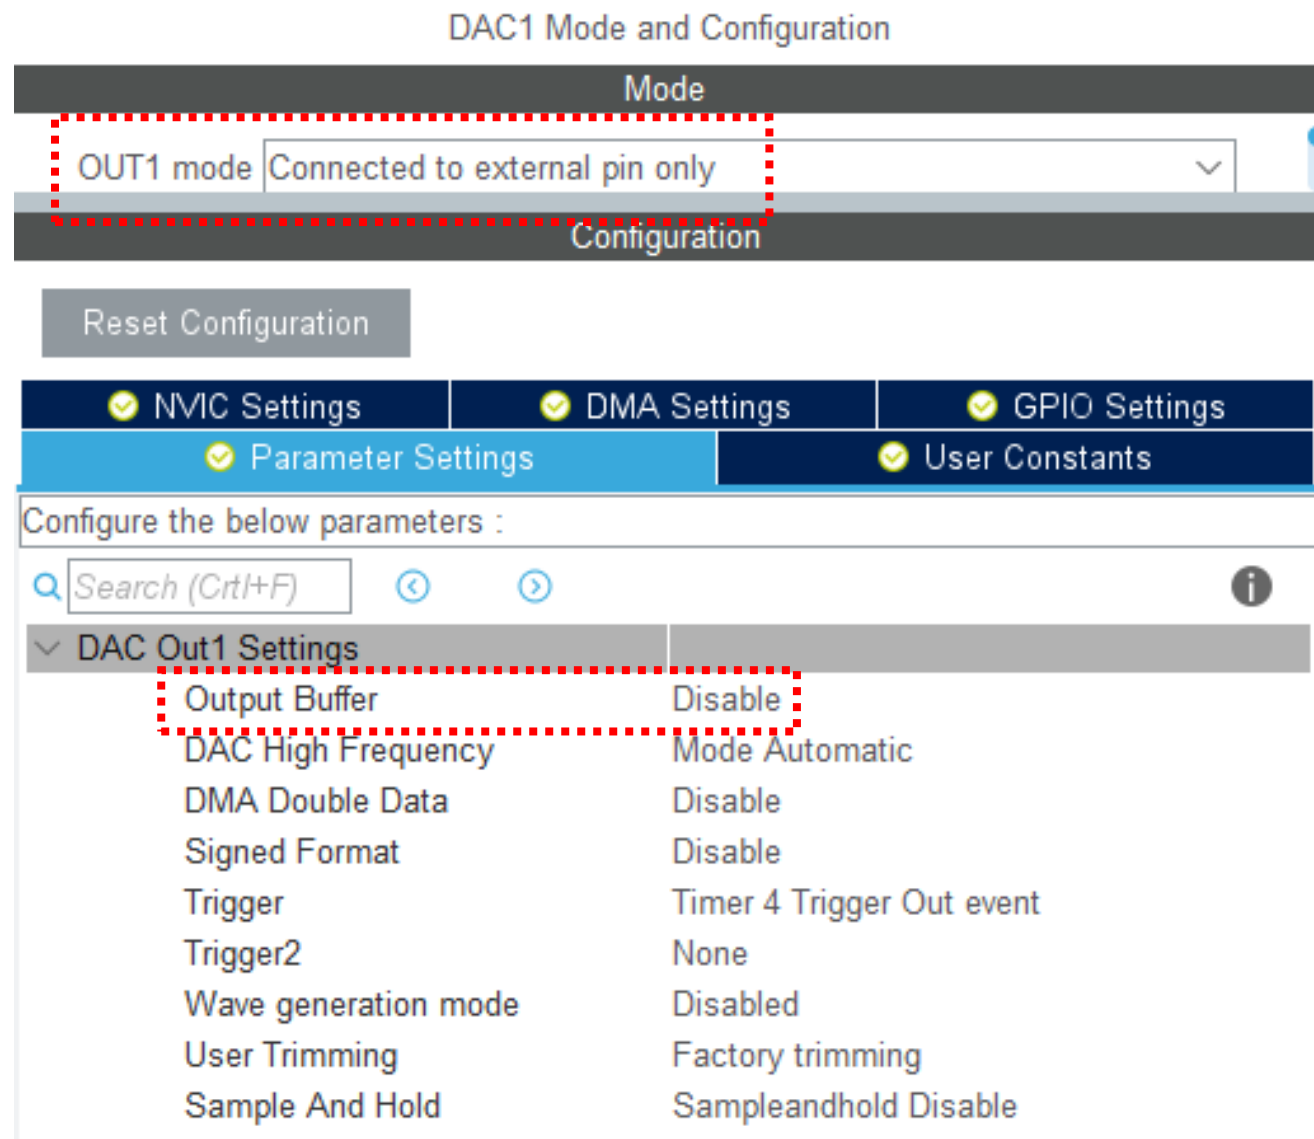 DAC1 Mode and Configuration
Mode
OUT1 mode Connected to external pin only
Configuration
Reset Configuration
NVIC Settings DMA Settings GPIO Settings
Parameter Settings User Constants
Configure the below parameters :
Search (Crtl+F)
DAC Out1 Settings
Output Buffer Disable
DAC High Frequency Mode Automatic
DMA Double Data Disable
Signed Format Disable
Trigger Timer 4 Trigger Out event
Trigger2 None
Wave generation mode Disabled
User Trimming Factory trimming
Sample And Hold Sampleandhold Disable